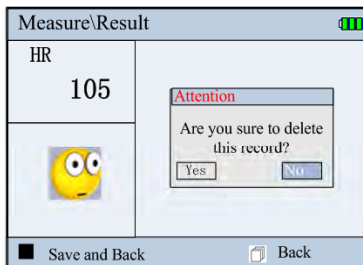 Measure\Result
HR
105
Attention
Are you sure to delete
this record?
Yes
No
Save and Back
Back